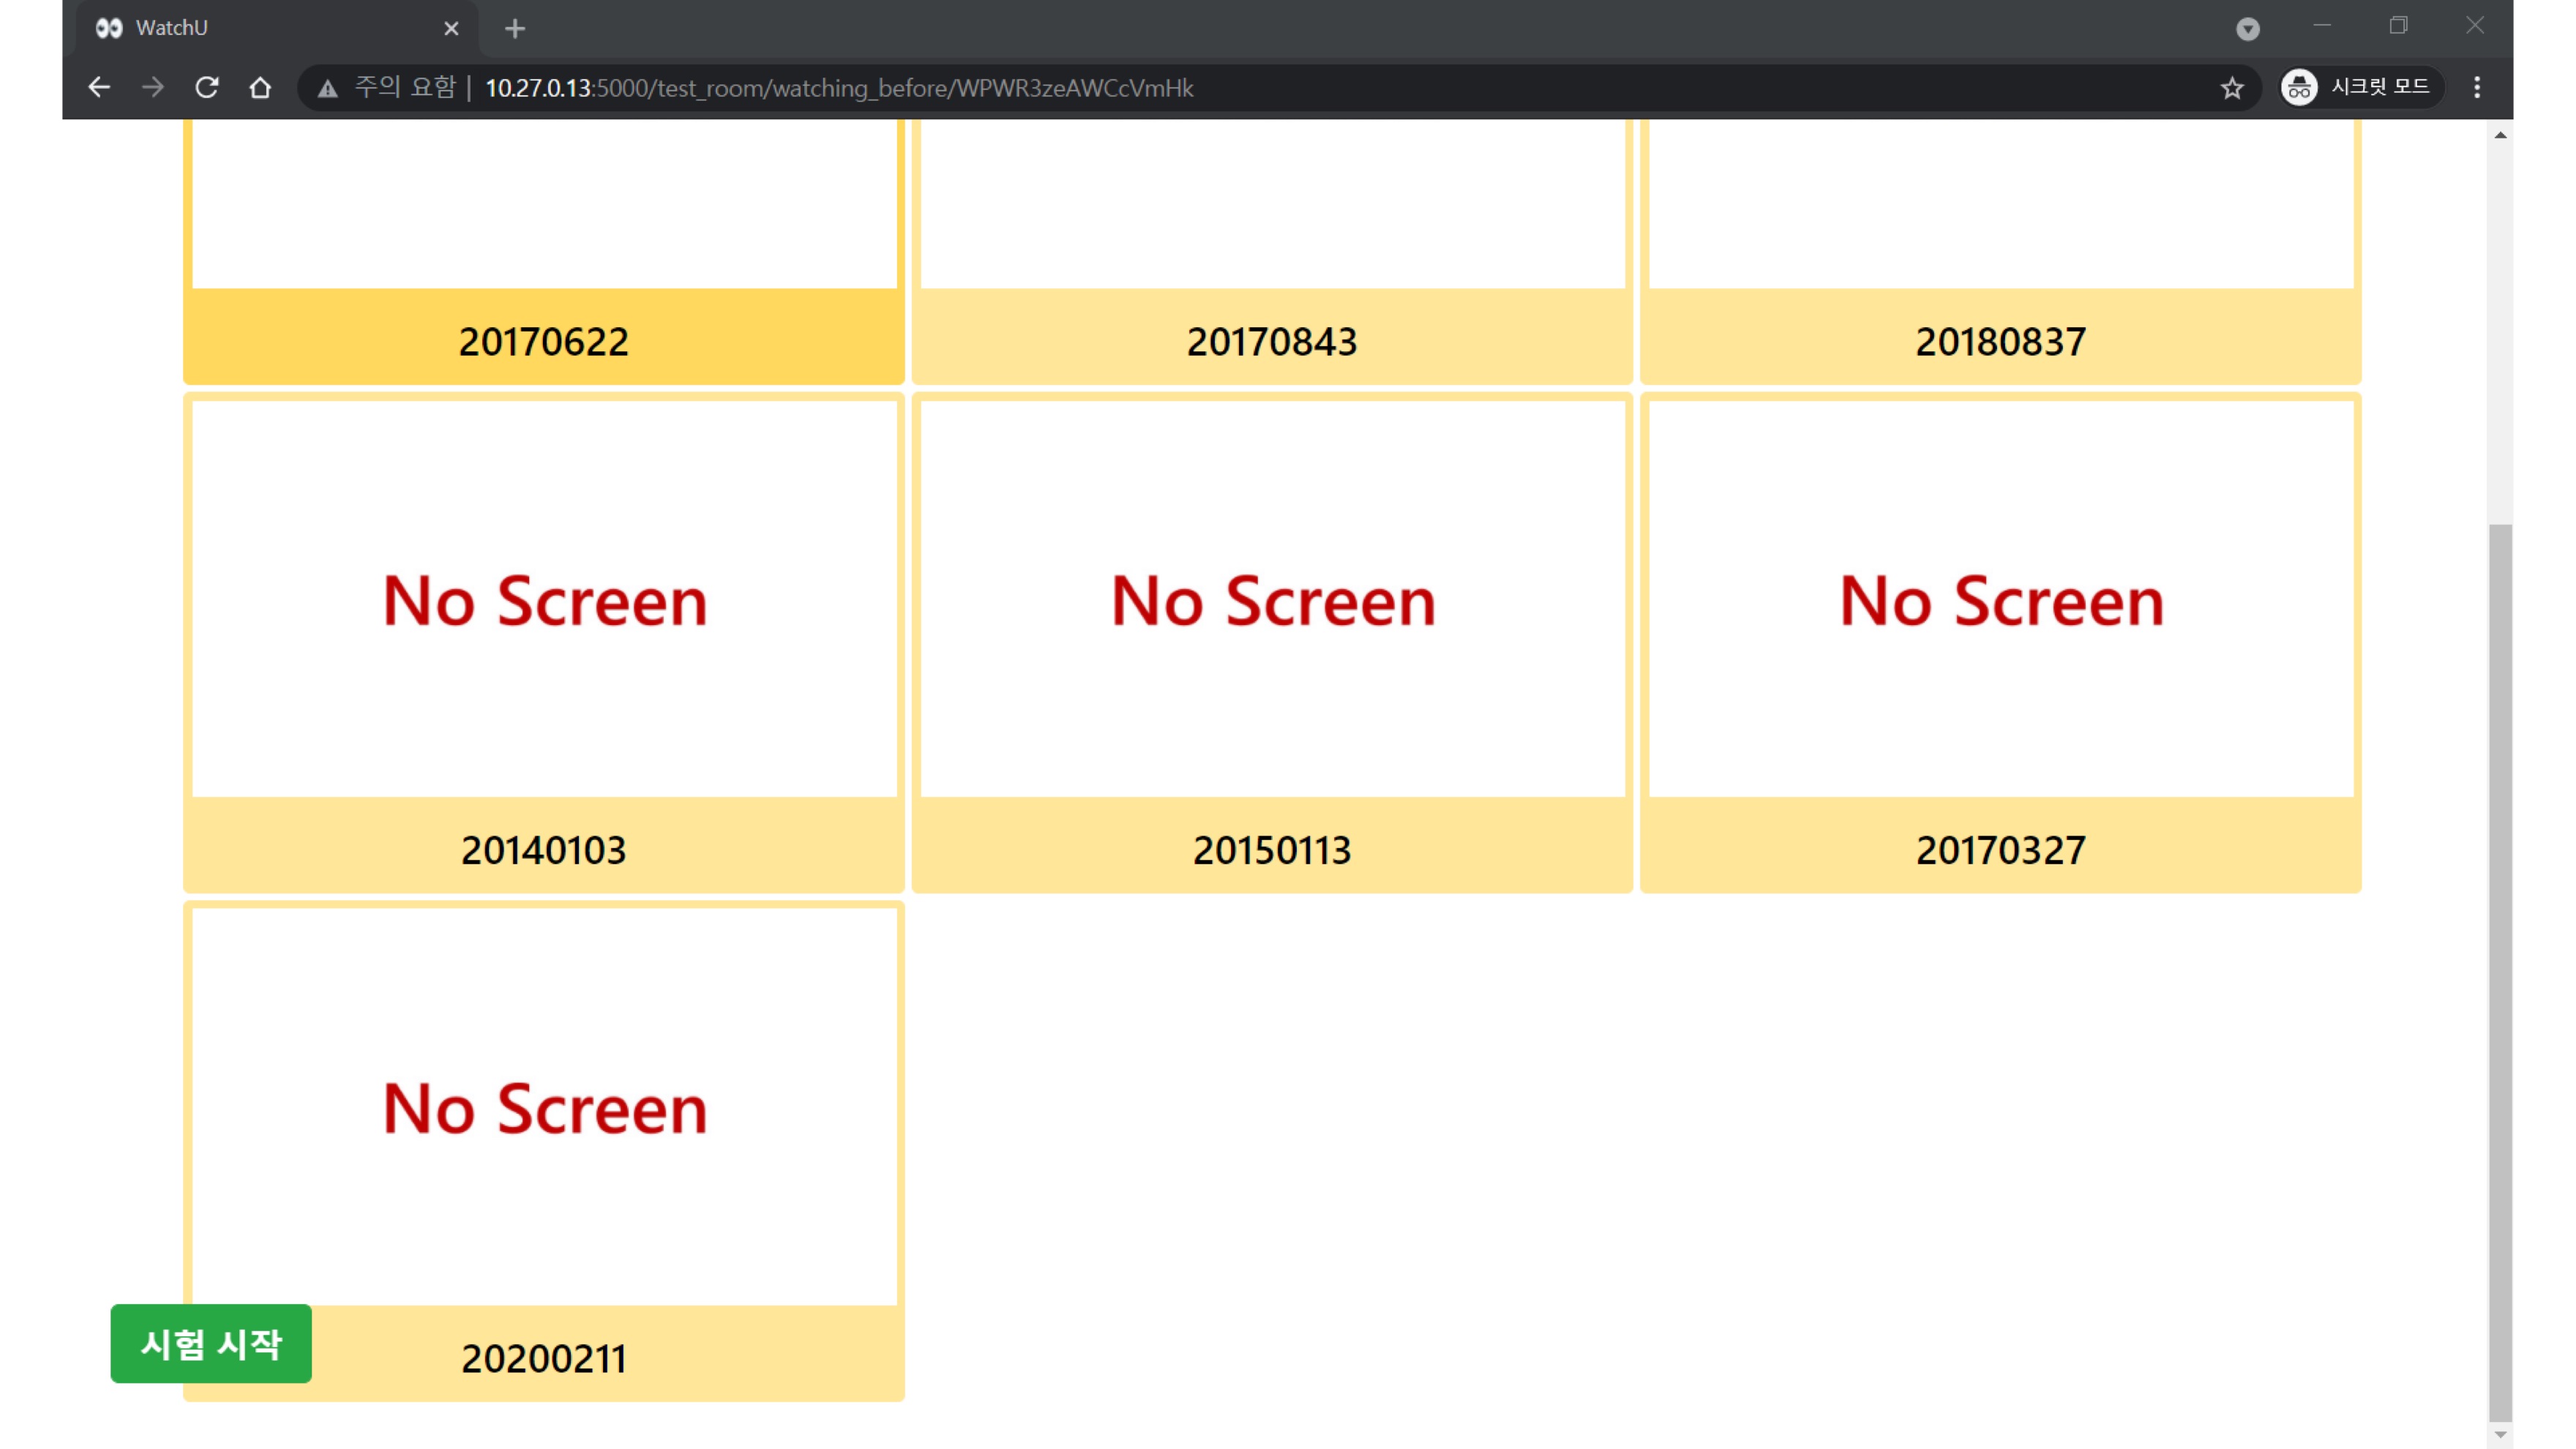 WatchU
주의 요함 | 10.27.0.13:5000/test_room/watching_before/WPWR3zeAWCcVmHk
시크릿 모드
20170622 20170843 20180837
No Screen No Screen No Screen
20140103 20150113 20170327
No Screen
시험 시작
20200211